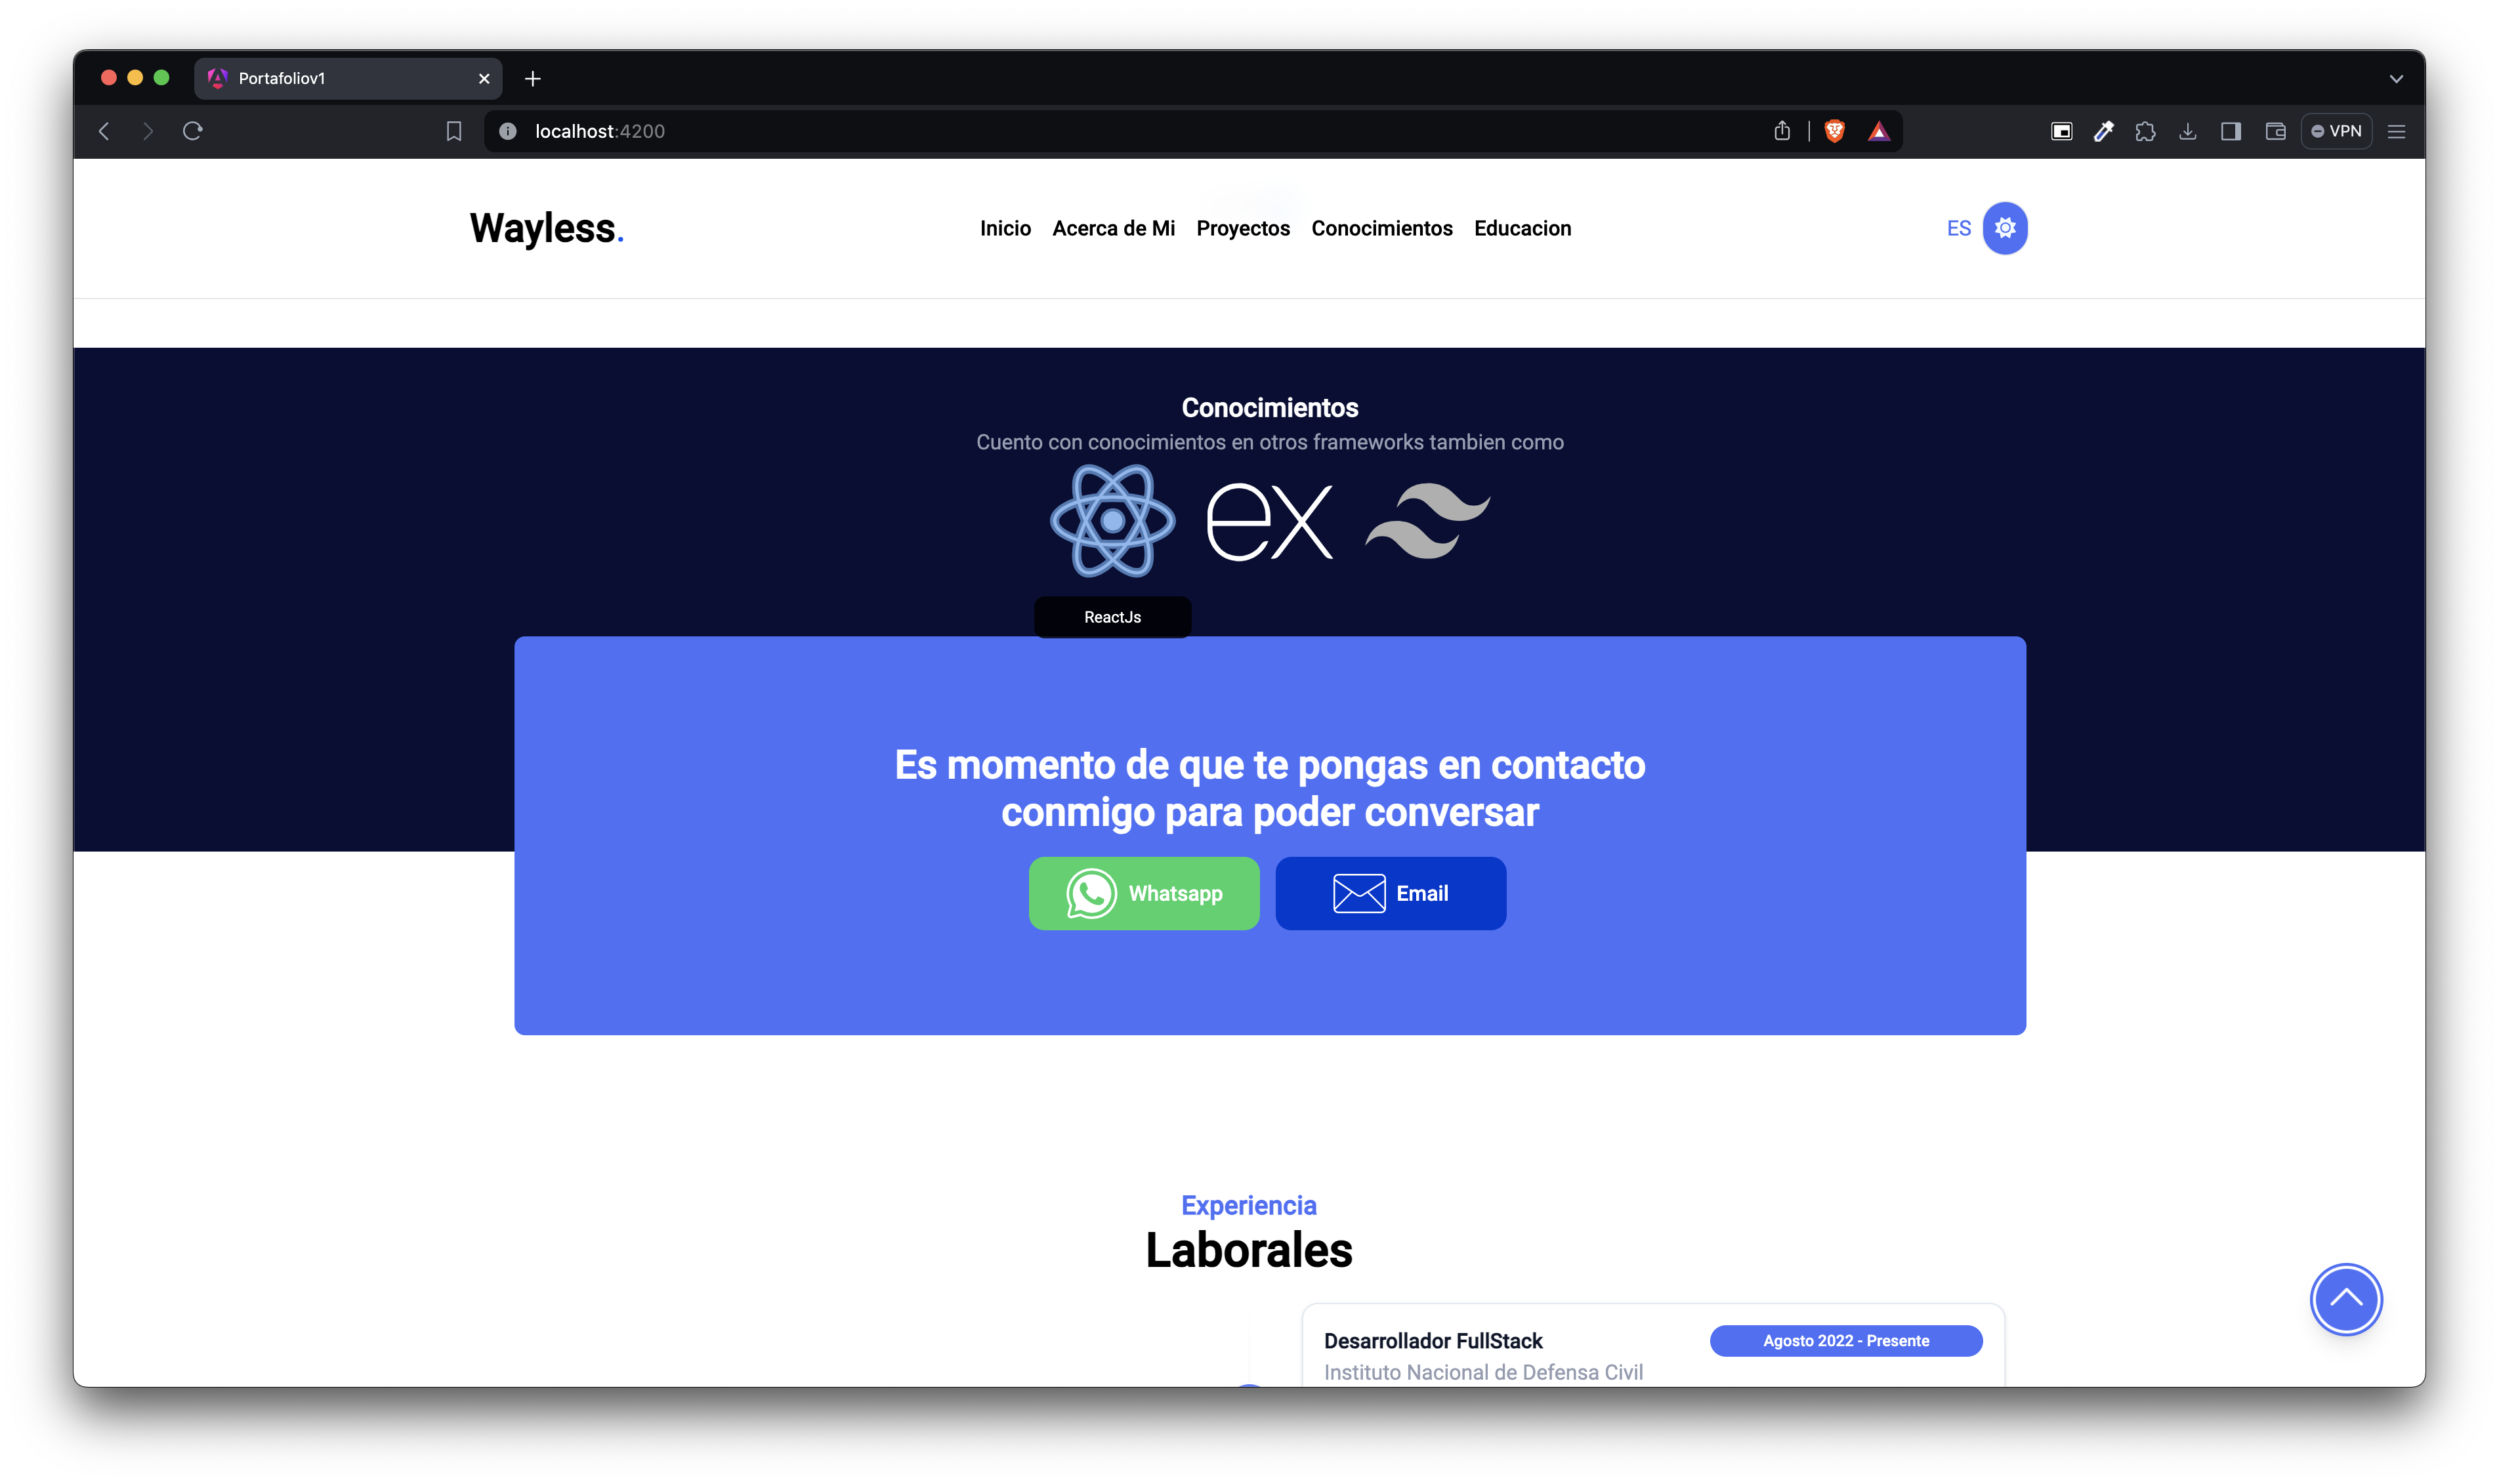 Portafoliov1
localhost:4200
VPN
Wayless.
Inicio Acerca de Mi Proyectos Conocimientos Educacion
ES
Conocimientos
Cuento con conocimientos en otros frameworks tambien como
ex
ReactJs
Es momento de que te pongas en contacto
conmigo para poder conversar
Whatsapp
Email
Experiencia
Laborales
Desarrollador FullStack
Agosto 2022 - Presente
Instituto Nacional de Defensa Civil